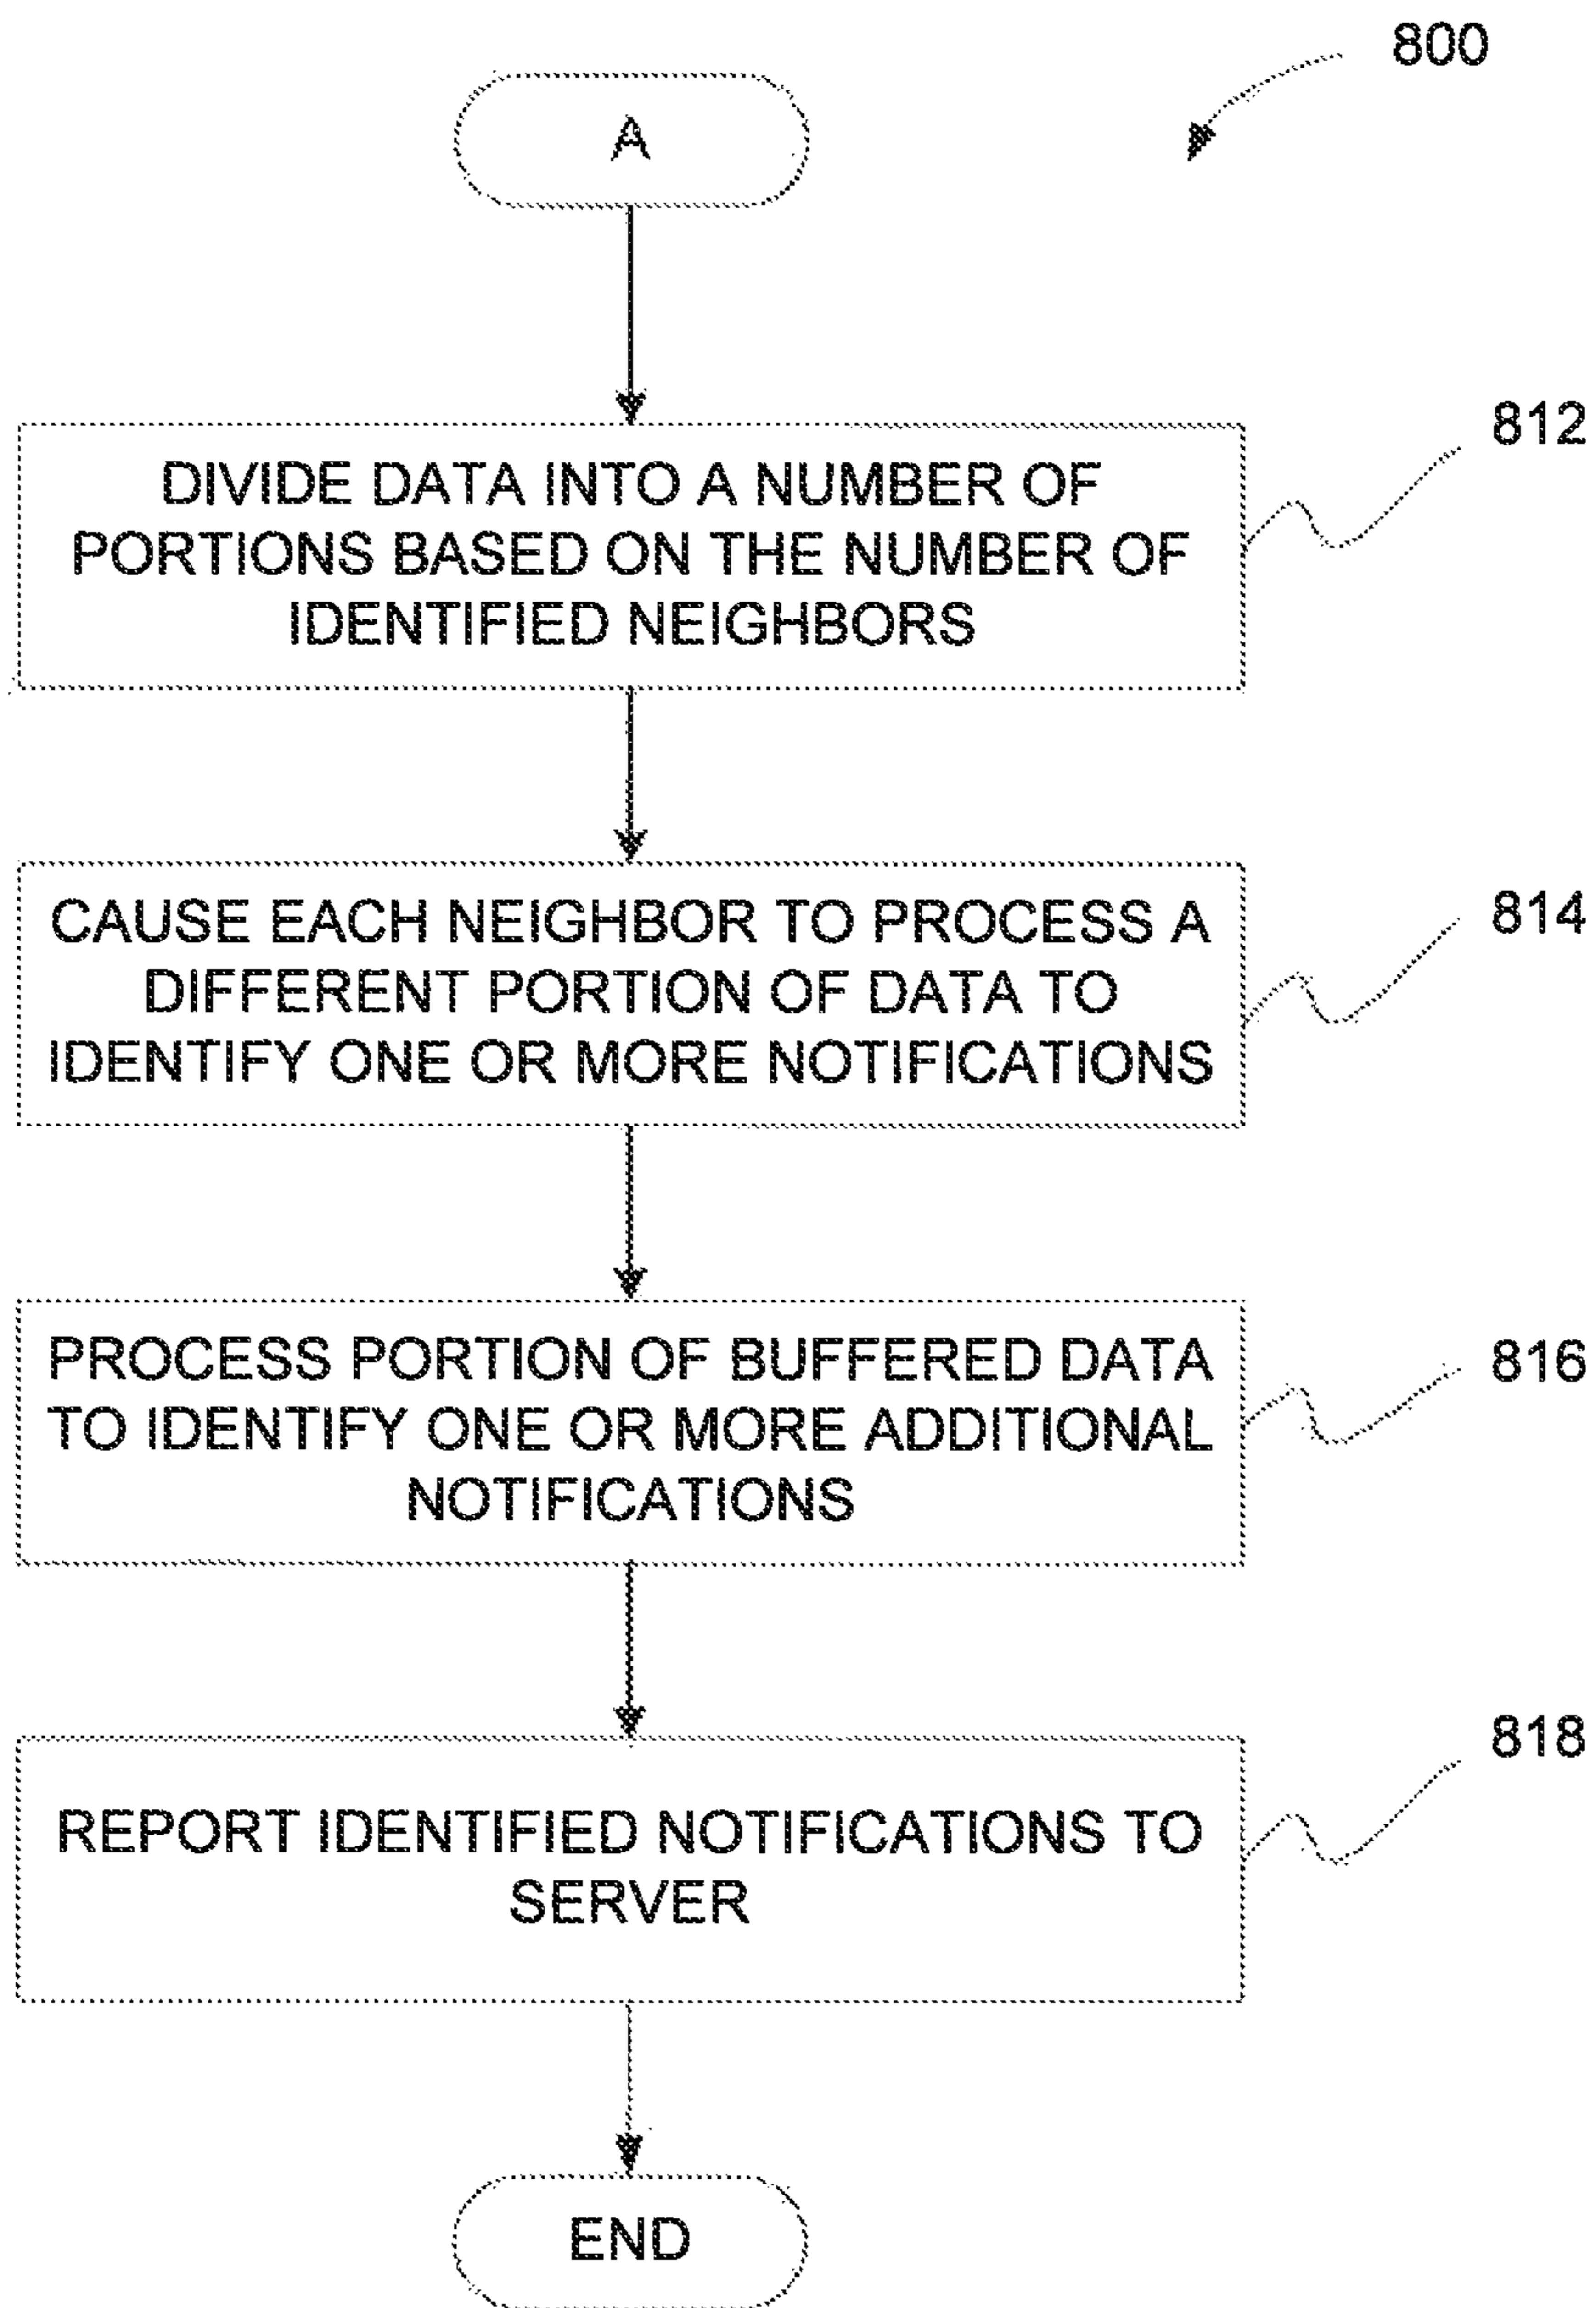 800
A
812
DIVIDE DATA INTO A NUMBER OF
PORTIONS BASED ON THE NUMBER OF
IDENTIFIED NEIGHBORS
814
CAUSE EACH NEIGHBOR TO PROCESS A
DIFFERENT PORTION OF DATA TO
IDENTIFY ONE OR MORE NOTIFICATIONS
816
PROCESS PORTION OF BUFFERED DATA
TO IDENTIFY ONE OR MORE ADDITIONAL
NOTIFICATIONS
818
REPORT IDENTIFIED NOTIFICATIONS TO
SERVER
END